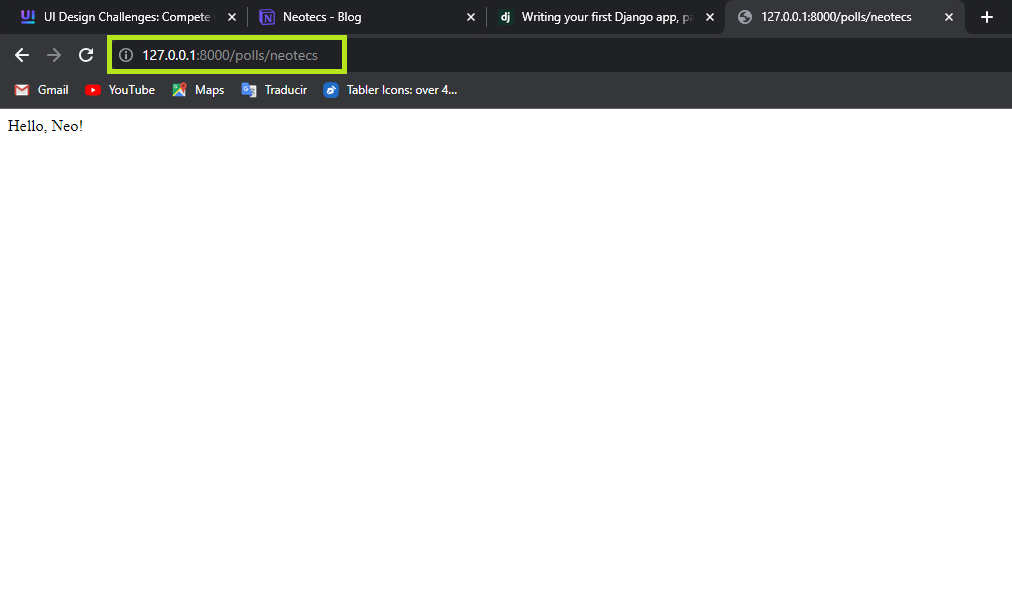 UI Design Challenges: Compete
Neotecs - Blog
dj Writing your first Django app, pa
127.0.0.1:8000/polls/neotecs
127.0.0.1:8000/polls/neotecs
Gmail
YouTube
Maps
Traducir
Tabler Icons: over 4...
Hello, Neo!